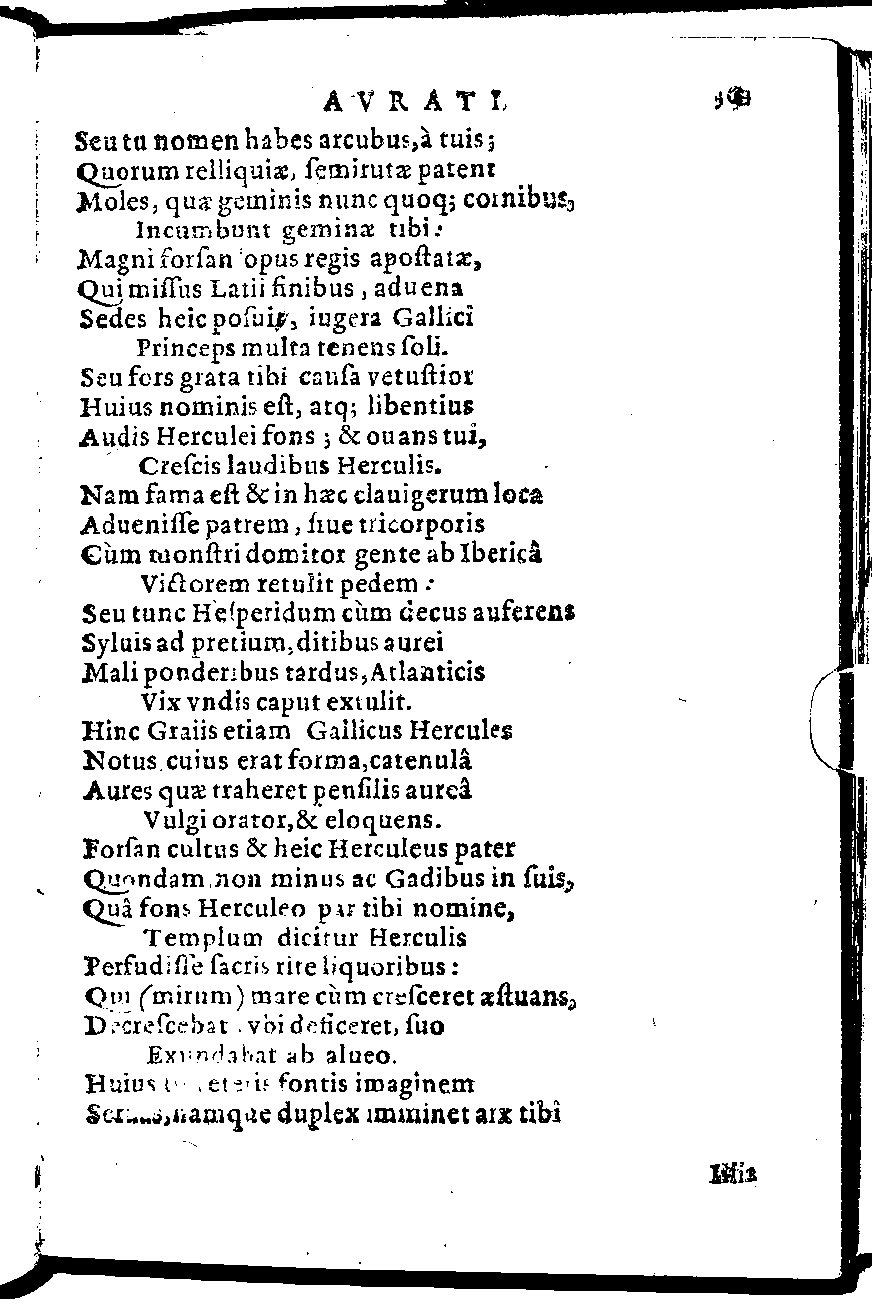 AVRATI.
Seu tu nomen habes arcubus, à tuis;
Quorum relliquiæ, ſemirutæ patent
Moles, quæ geminis nunc quoq; cornibus,
Incumbunt geminæ tibi:
Magni forſan opus regis apoſtatæ,
Qui miſſus Latii finibus, aduena
Sedes heic poſuit, iugera Gallici
Princeps multa tenens ſoli.
Seu fors grata tibi cauſa vetuſtior
Huius nominis eſt, atq; libentius
Audis Herculei fons; & ouans tui,
Creſcis laudibus Herculis.
Nam fama eſt & in hæc clauigerum loca
Adueniſſe patrem, ſiue tricorporis
Cùm monſtri domitor gente ab Ibericâ
Victorem retulit pedem:
Seu tunc Heſperidum cùm decus auferens
Syluis ad pretium, ditibus aurei
Mali ponderibus tardus, Atlanticis
Vix vndis caput extulit.
Hinc Graiis etiam Gallicus Hercules
Notus, cuius erat forma, catenulâ
Aures quæ traheret penſilis aureâ
Vulgi orator, & eloquens.
Forſan cultus & heic Herculeus pater
Quondam, non minus ac Gadibus in ſuis,
Quâ fons Herculeo par tibi nomine,
Templum dicitur Herculis
Perfudiſſe ſacris rite liquoribus:
Qui (mirum) mare cùm creſceret æſtuans,
Decreſcebat, vbi deficeret, ſuo
Exundabat ab alueo.
Huius fontis imaginem
Seruas, namque duplex imminet arx tibi